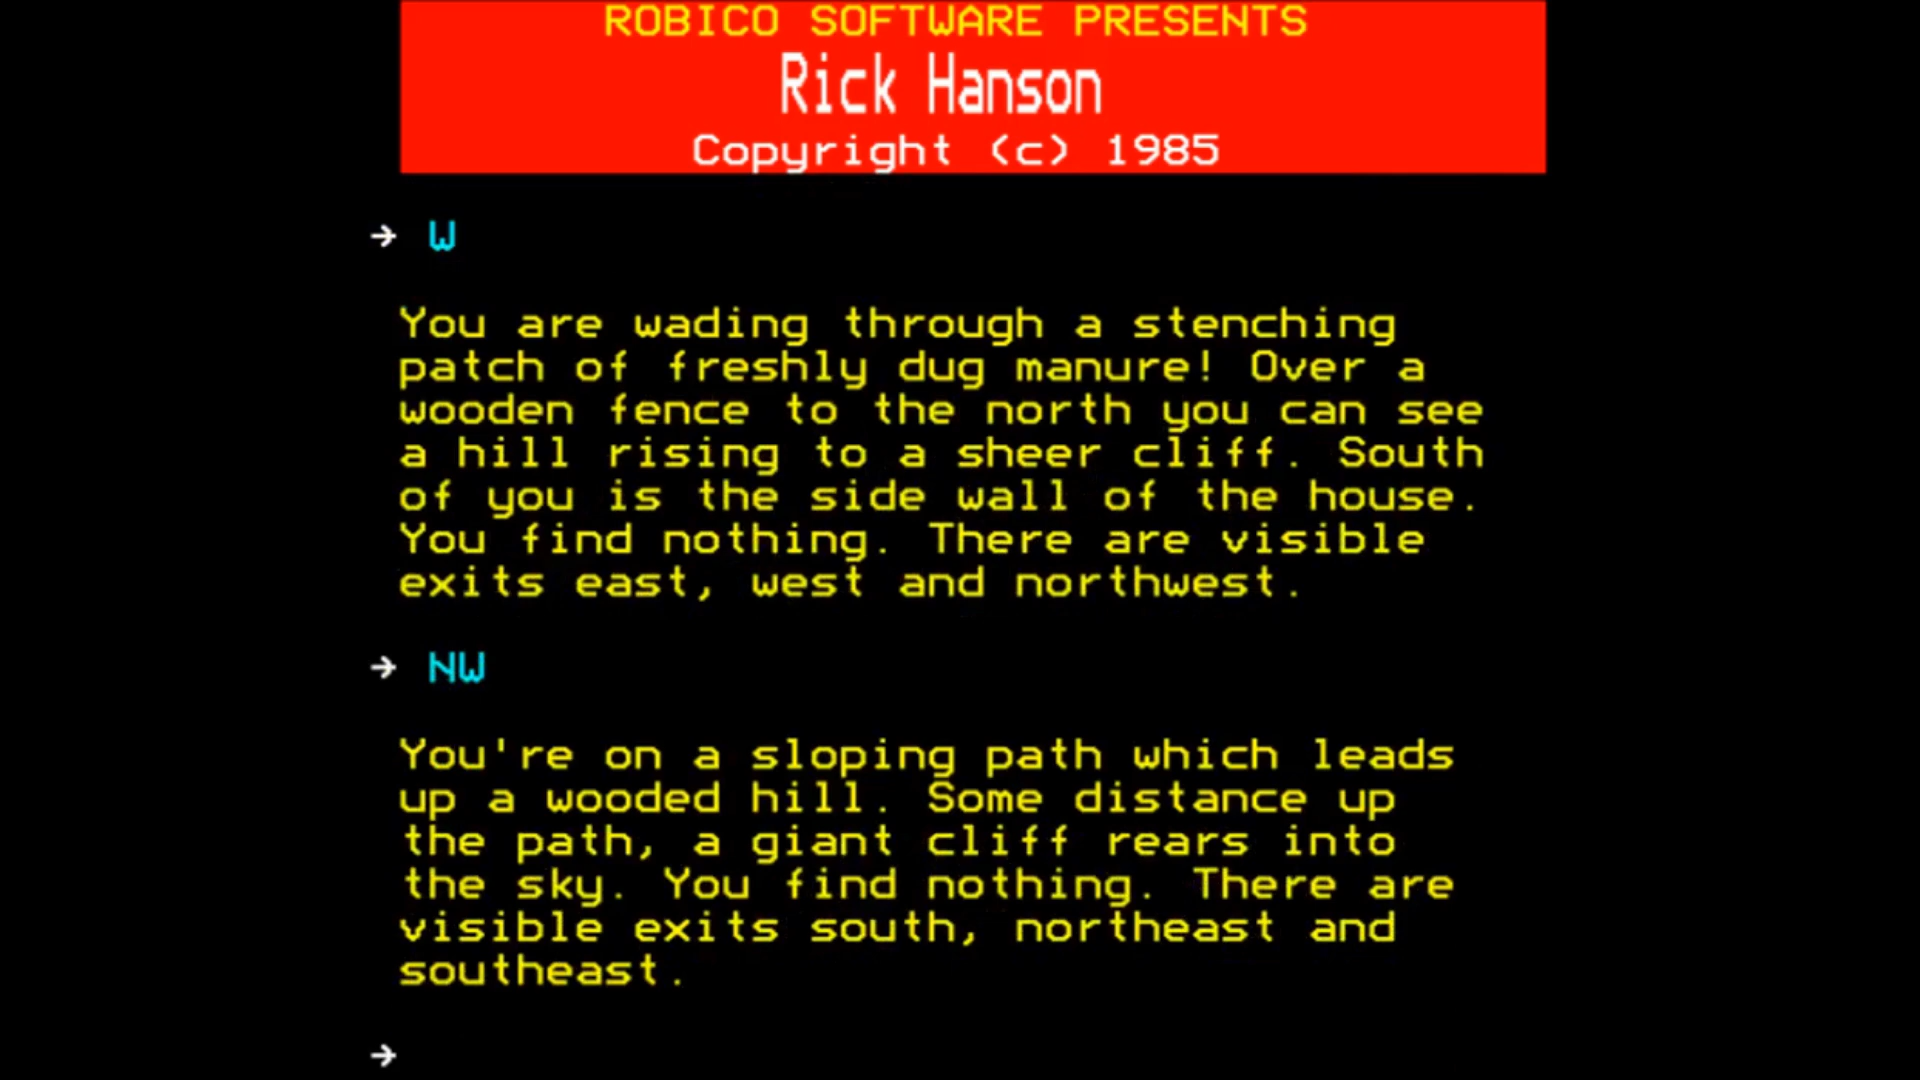 ROBICO SOFTWARE PRESENTS
Rick Hanson
Copyright (c) 1985
→ W
You are wading through a stenching
patch of freshly dug manure! Over a
wooden fence to the north you can see
a hill rising to a sheer cliff. South
of you is the side wall of the house.
You find nothing. There are visible
exits east, west and northwest.
→ NW
You're on a sloping path which leads
up a wooded hill. Some distance up
the path, a giant cliff rears into
the sky. You find nothing. There are
visible exits south, northeast and
southeast.
→